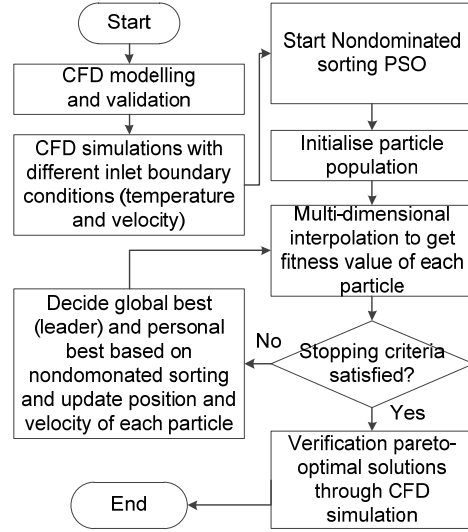 Start
CFD modelling
and validation
CFD simulations with
different inlet boundary
conditions (temperature
and velocity)
Start Nondominated
sorting PSO
Initialise particle
population
Multi-dimensional
interpolation to get
fitness value of each
particle
Stopping criteria
satisfied?
No
Decide global best
(leader) and personal
best based on
nondomonated sorting
and update position and
velocity of each particle
Yes
Verification pareto-
optimal solutions
through CFD
simulation
End